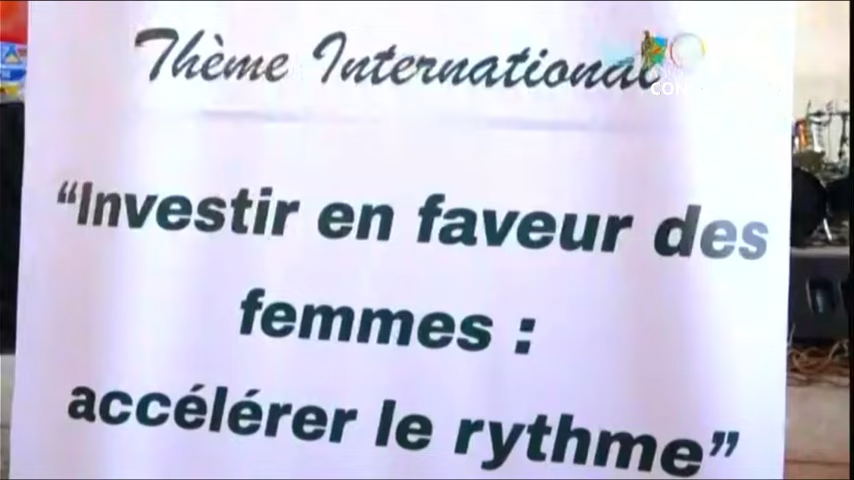 Thème International
“Investir en faveur des
femmes :
accélérer le rythme”